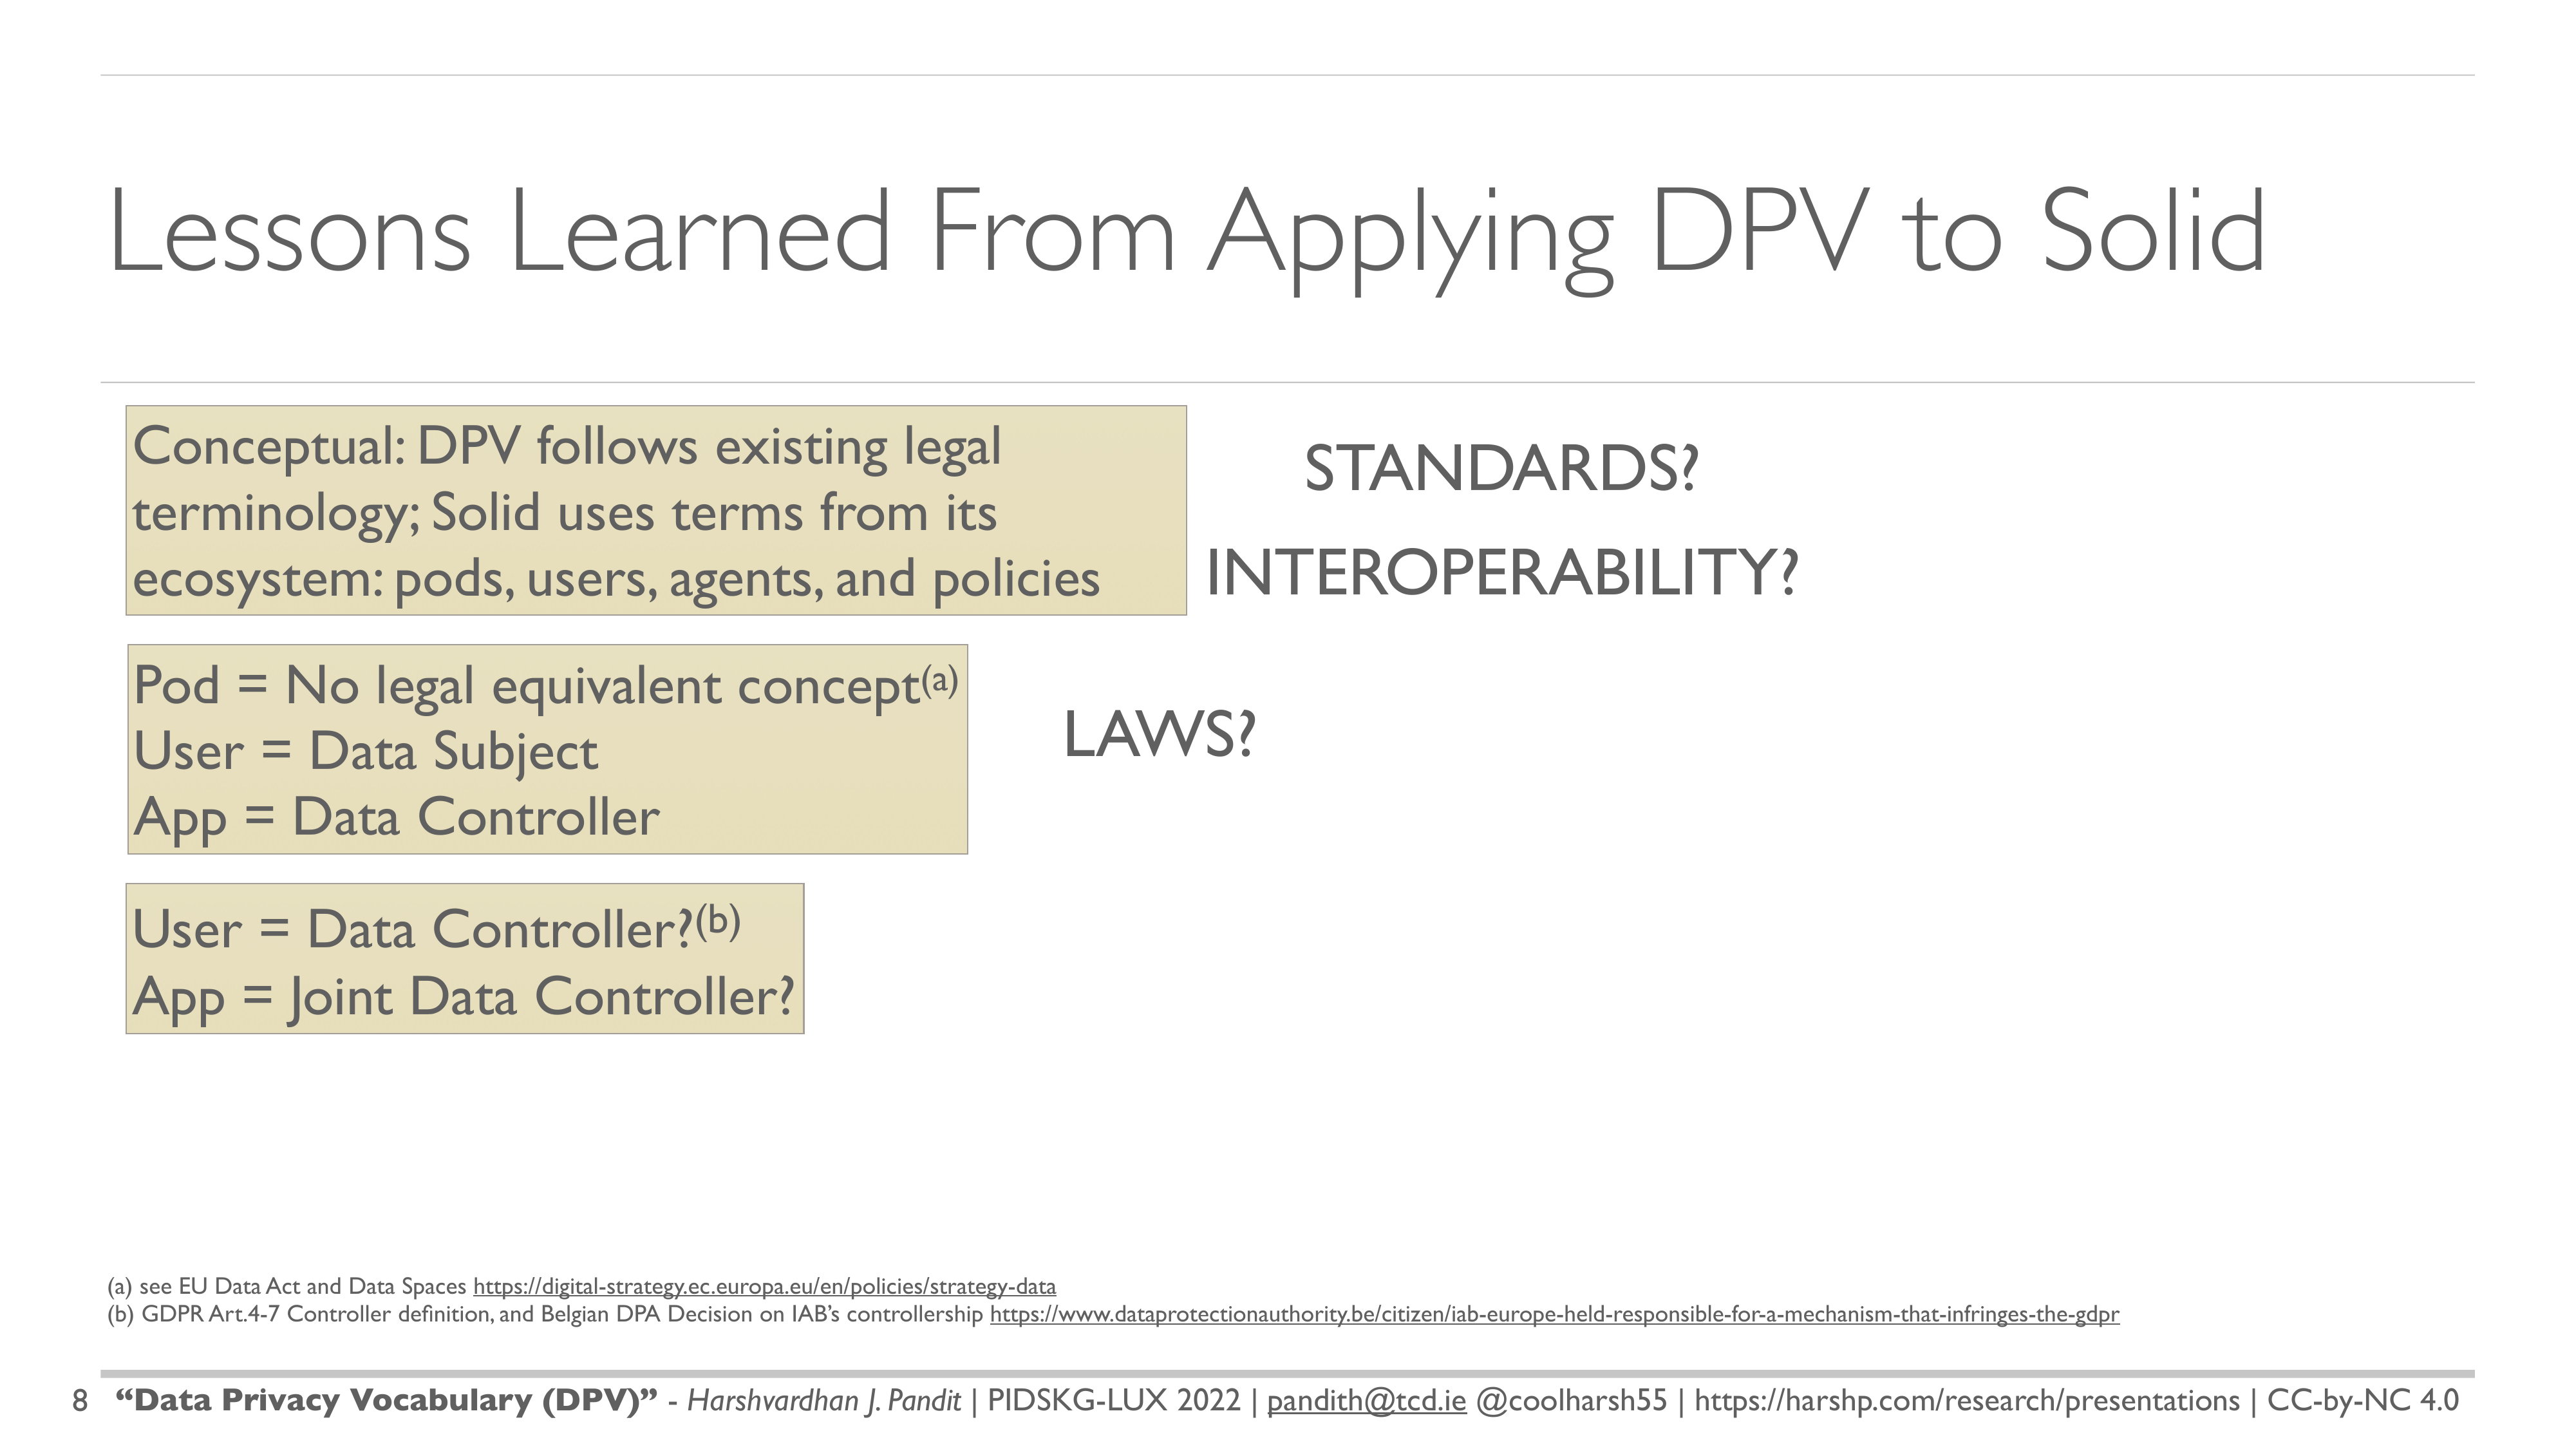 Lessons Learned From Applying DPV to Solid
Conceptual: DPV follows existing legal
terminology; Solid uses terms from its
ecosystem: pods, users, agents, and policies
STANDARDS?
INTEROPERABILITY?
Pod = No legal equivalent concept(a)
User = Data Subject
App = Data Controller
LAWS?
User = Data Controller?(b)
App = Joint Data Controller?
(a) see EU Data Act and Data Spaces https://digital-strategy.ec.europa.eu/en/policies/strategy-data
(b) GDPR Art.4-7 Controller definition, and Belgian DPA Decision on IAB’s controllership https://www.dataprotectionauthority.be/citizen/iab-europe-held-responsible-for-a-mechanism-that-infringes-the-gdpr
8 “Data Privacy Vocabulary (DPV)” - Harshvardhan J. Pandit | PIDSKG-LUX 2022 | pandith@tcd.ie @coolharsh55 | https://harshp.com/research/presentations | CC-by-NC 4.0